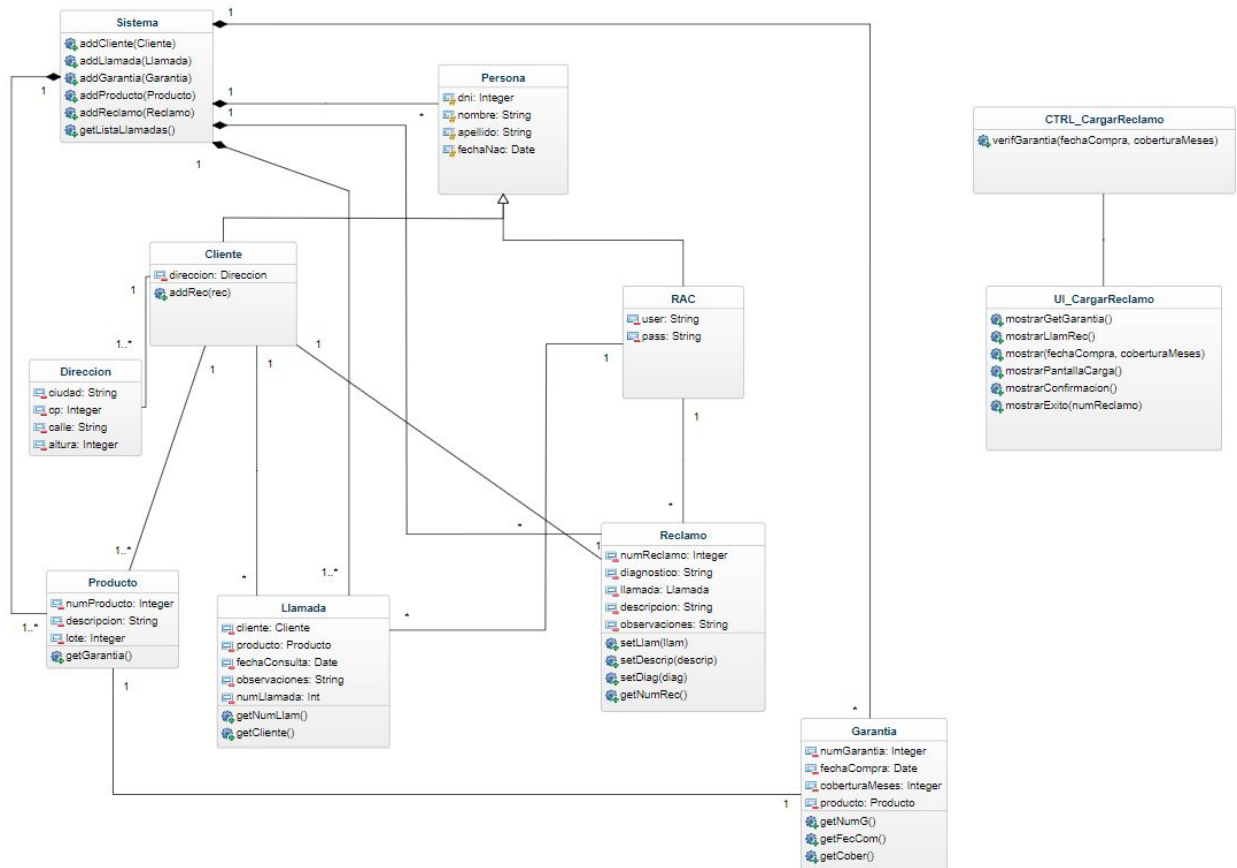 Sistema
addCliente(Cliente)
addLlamada(Llamada)
addGarantia(Garantia)
addProducto(Producto)
addReclamo(Reclamo)
getListaLlamadas()
1
1
1
1
1
Persona
dni: Integer
nombre: String
apellido: String
fechaNac: Date
*
CTRL_CargarReclamo
verifGarantia(fechaCompra, coberturaMeses)
Cliente
direccion: Direccion
addRec(rec)
1
1..*
1
1
1
RAC
user: String
pass: String
1
1
UI_CargarReclamo
mostrarGetGarantia()
mostrarLlamRec()
mostrar(fechaCompra, coberturaMeses)
mostrarPantallaCarga()
mostrarConfirmacion()
mostrarExito(numReclamo)
Direccion
ciudad: String
cp: Integer
calle: String
altura: Integer
*
*
1
Reclamo
numReclamo: Integer
diagnostico: String
llamada: Llamada
descripcion: String
observaciones: String
setLlam(llam)
setDescrip(descrip)
setDiag(diag)
getNumRec()
1..*
1..*
Producto
numProducto: Integer
descripcion: String
lote: Integer
getGarantia()
1
*
1..*
*
Llamada
cliente: Cliente
producto: Producto
fechaConsulta: Date
observaciones: String
numLlamada: Int
getNumLlam()
getCliente()
*
1
Garantia
numGarantia: Integer
fechaCompra: Date
coberturaMeses: Integer
producto: Producto
getNumG()
getFecCom()
getCober()